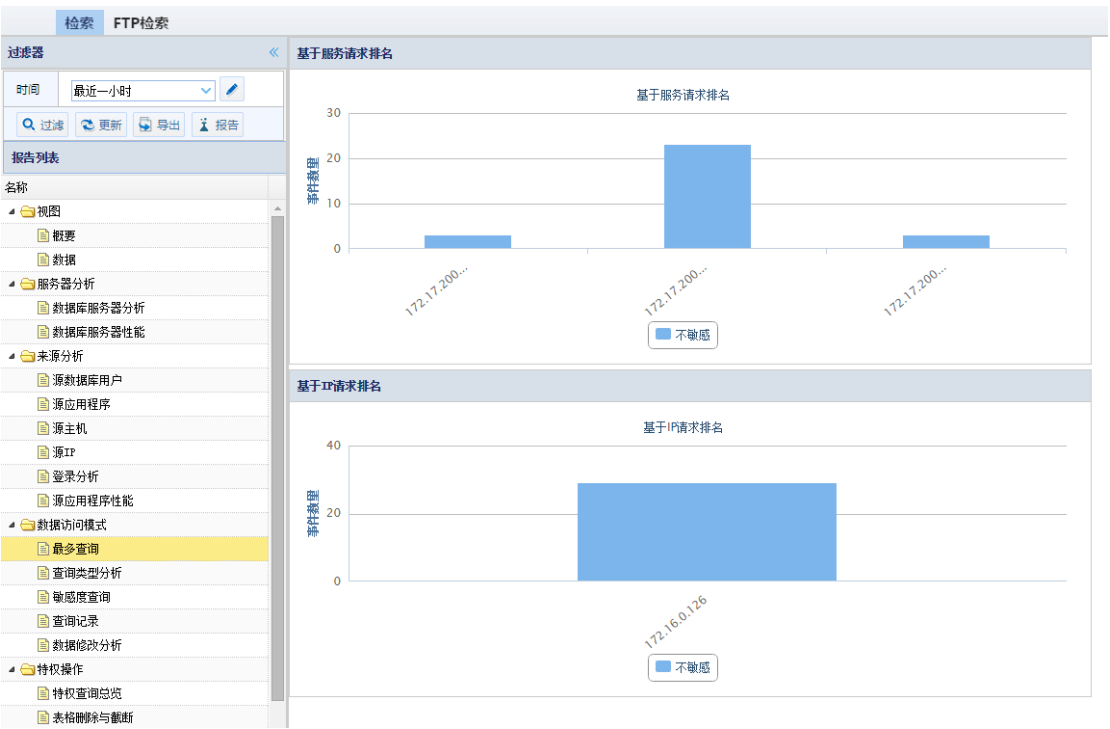 检索 FTP检索
过滤器
时间 最近一小时
过滤 更新 导出 报告
报告列表
名称
视图
概要
数据
服务器分析
数据库服务器分析
数据库服务器性能
来源分析
源数据库用户
源应用程序
源主机
源IP
登录分析
源应用程序性能
数据访问模式
最多查询
查询类型分析
敏感度查询
查询记录
数据修改分析
特权操作
特权查询总览
表格删除与截断
基于服务请求排名
基于服务请求排名
事件数里
30
20
10
0
172.17.200...
172.17.200...
172.17.200...
不敏感
基于IP请求排名
基于IP请求排名
事件数里
40
20
0
172.16.0.126
不敏感